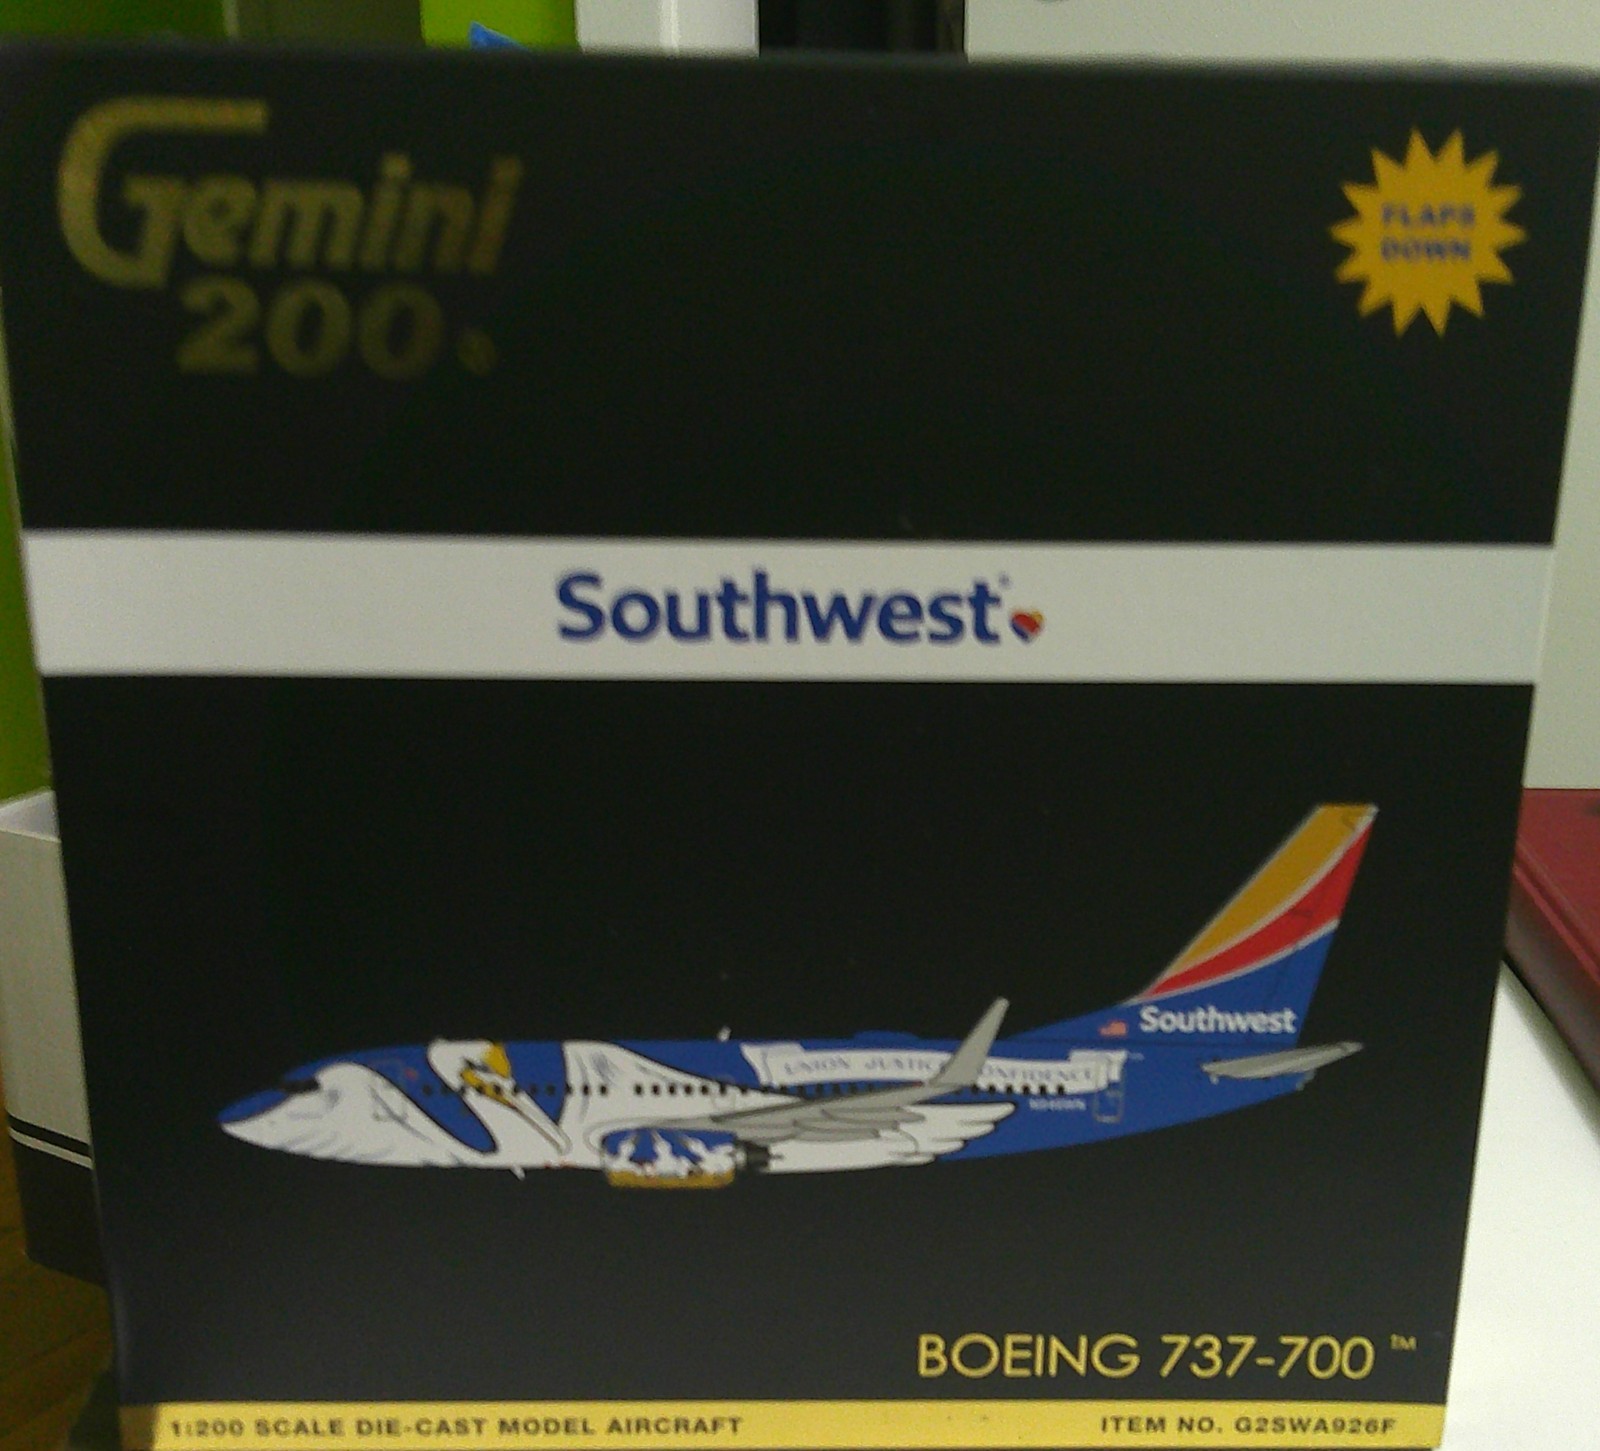 Gemini
200
FLAPS
DOWN
Southwest
Southwest
UNION JUSTICE CONFIDENCE
BOEING 737-700™
1:200 SCALE DIE-CAST MODEL AIRCRAFT
ITEM NO. G2SWA926F